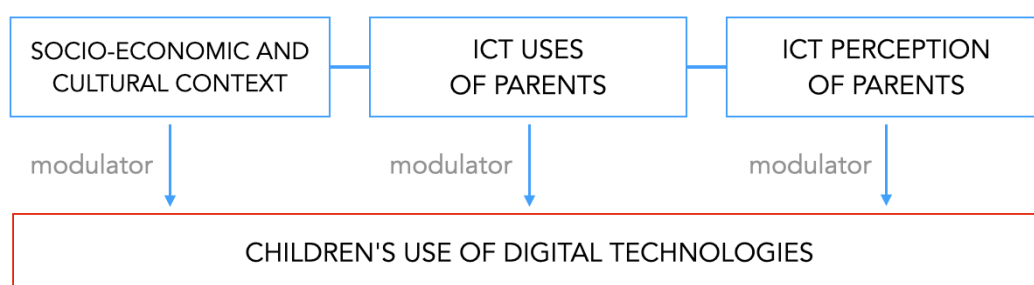 SOCIO-ECONOMIC AND
CULTURAL CONTEXT
ICT USES
OF PARENTS
ICT PERCEPTION
OF PARENTS
modulator
modulator
modulator
CHILDREN'S USE OF DIGITAL TECHNOLOGIES